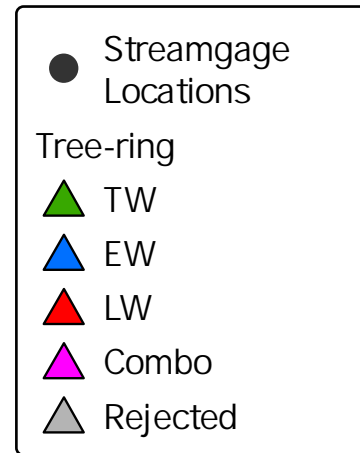 Streamgage
Locations
Tree-ring
TW
EW
LW
Combo
Rejected